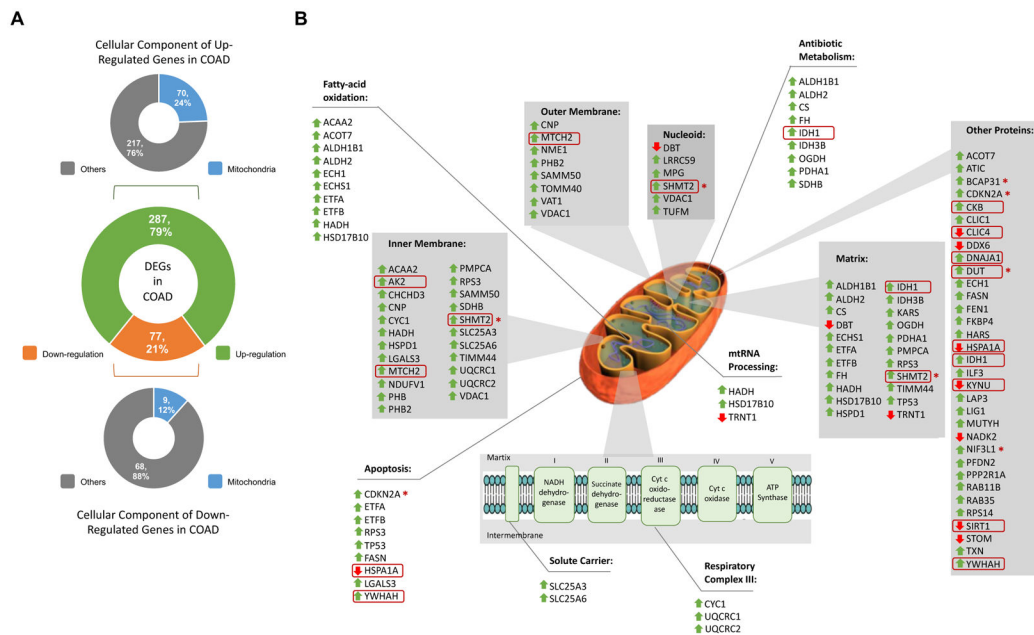 A
Cellular Component of Up-
Regulated Genes in COAD
70,
24%
217,
76%
Others
Mitochondria
287,
79%
DEGs
in
COAD
77,
21%
Down-regulation
Up-regulation
9,
12%
68,
88%
Others
Mitochondria
Cellular Component of Down-
Regulated Genes in COAD
B
Fatty-acid
oxidation:
ACAA2
ACOT7
ALDH1B1
ALDH2
ECH1
ECHS1
ETFA
ETFB
HADH
HSD17B10
Outer Membrane:
CNP
MTCH2
NME1
PHB2
SAMM50
TOMM40
VAT1
VDAC1
Nucleoid:
DBT
LRRC59
MPG
SHMT2 *
VDAC1
TUFM
Antibiotic
Metabolism:
ALDH1B1
ALDH2
CS
FH
IDH1
IDH3B
OGDH
PDHA1
SDHB
Other Proteins:
ACOT7
ATIC
BCAP31 *
CDKN2A *
CKB
CLIC1
CLIC4
DDX6
DNAJA1
DUT *
ECH1
FASN
FEN1
FKBP4
HARS
HSPA1A
IDH1
ILF3
KYNU
LAP3
LIG1
MUTYH
NADK2
NIF3L1 *
PFDN2
PPP2R1A
RAB11B
RAB35
RPS14
SIRT1
STOM
TXN
YWHAH
Inner Membrane:
ACAA2
AK2
CHCHD3
CNP
CYC1
HADH
HSPD1
LGALS3
MTCH2
NDUFV1
PHB
PHB2
PMPCA
RPS3
SAMM50
SDHB
SHMT2 *
SLC25A3
SLC25A6
TIMM44
UQCRC1
UQCRC2
VDAC1
Matrix:
ALDH1B1
ALDH2
CS
DBT
ECHS1
ETFA
ETFB
FH
HADH
HSD17B10
HSPD1
IDH1
IDH3B
KARS
OGDH
PDHA1
PMPCA
RPS3
SHMT2 *
TIMM44
TP53
TRNT1
mtRNA
Processing:
HADH
HSD17B10
TRNT1
Apoptosis:
CDKN2A *
ETFA
ETFB
RPS3
TP53
FASN
HSPA1A
LGALS3
YWHAH
Martix
I
II
III
IV
V
NADH
dehydro-
genase
Succinate
dehydro-
genase
Cyt c
oxido-
reductase
ase
Cyt c
oxidase
ATP
Synthase
Intermembrane
Solute Carrier:
SLC25A3
SLC25A6
Respiratory
Complex III:
CYC1
UQCRC1
UQCRC2